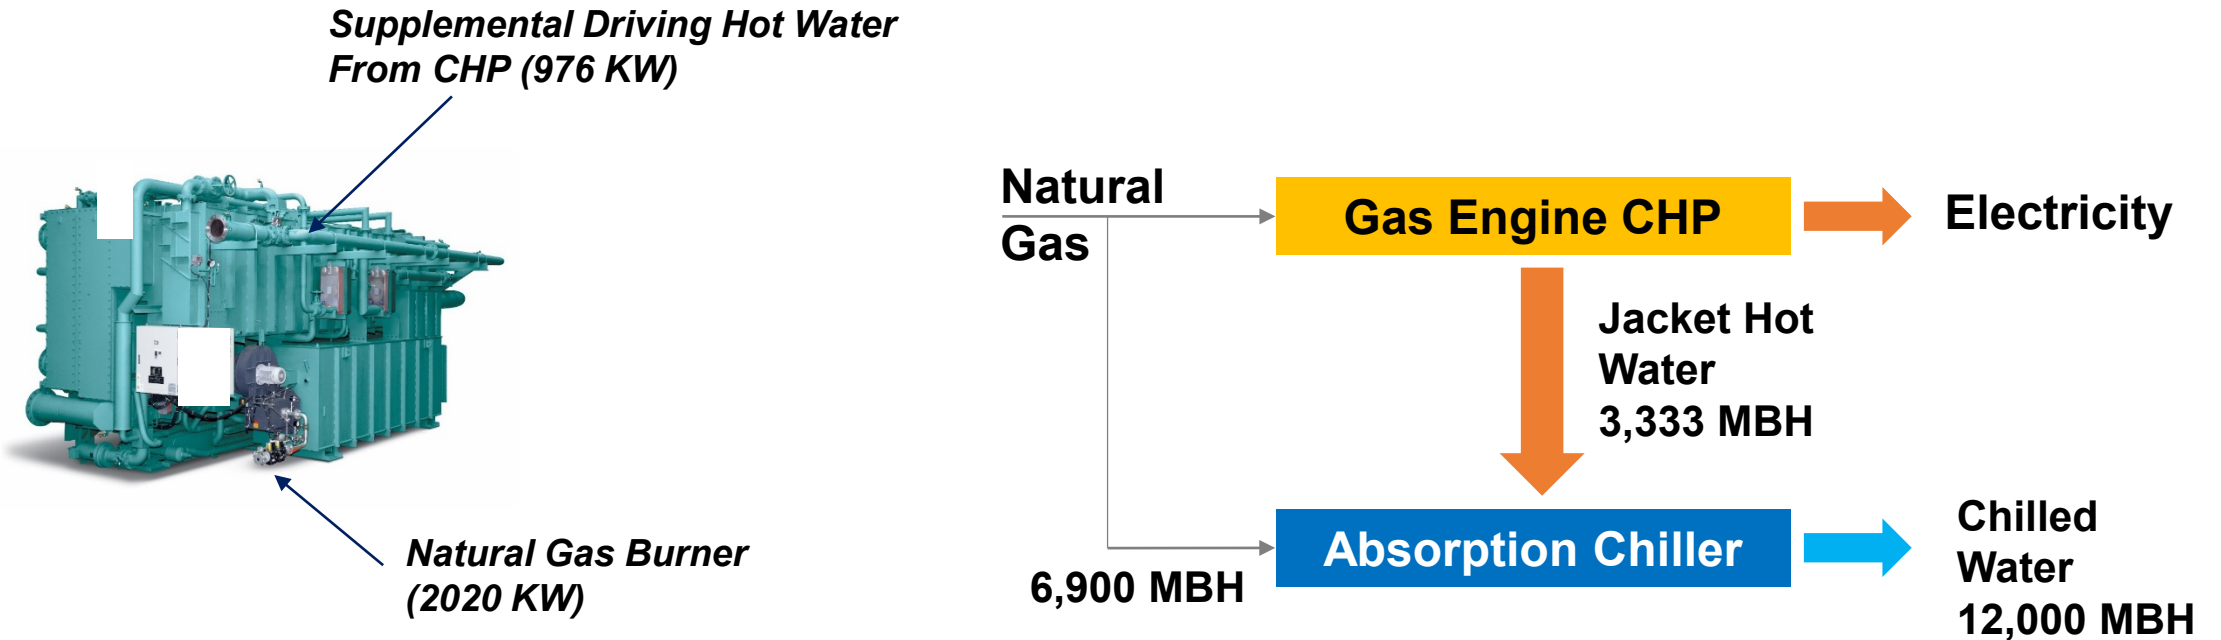 Supplemental Driving Hot Water
From CHP (976 KW)
Natural Gas Burner
(2020 KW)
Natural
Gas
Gas Engine CHP
Electricity
Jacket Hot
Water
3,333 MBH
Absorption Chiller
6,900 MBH
Chilled
Water
12,000 MBH